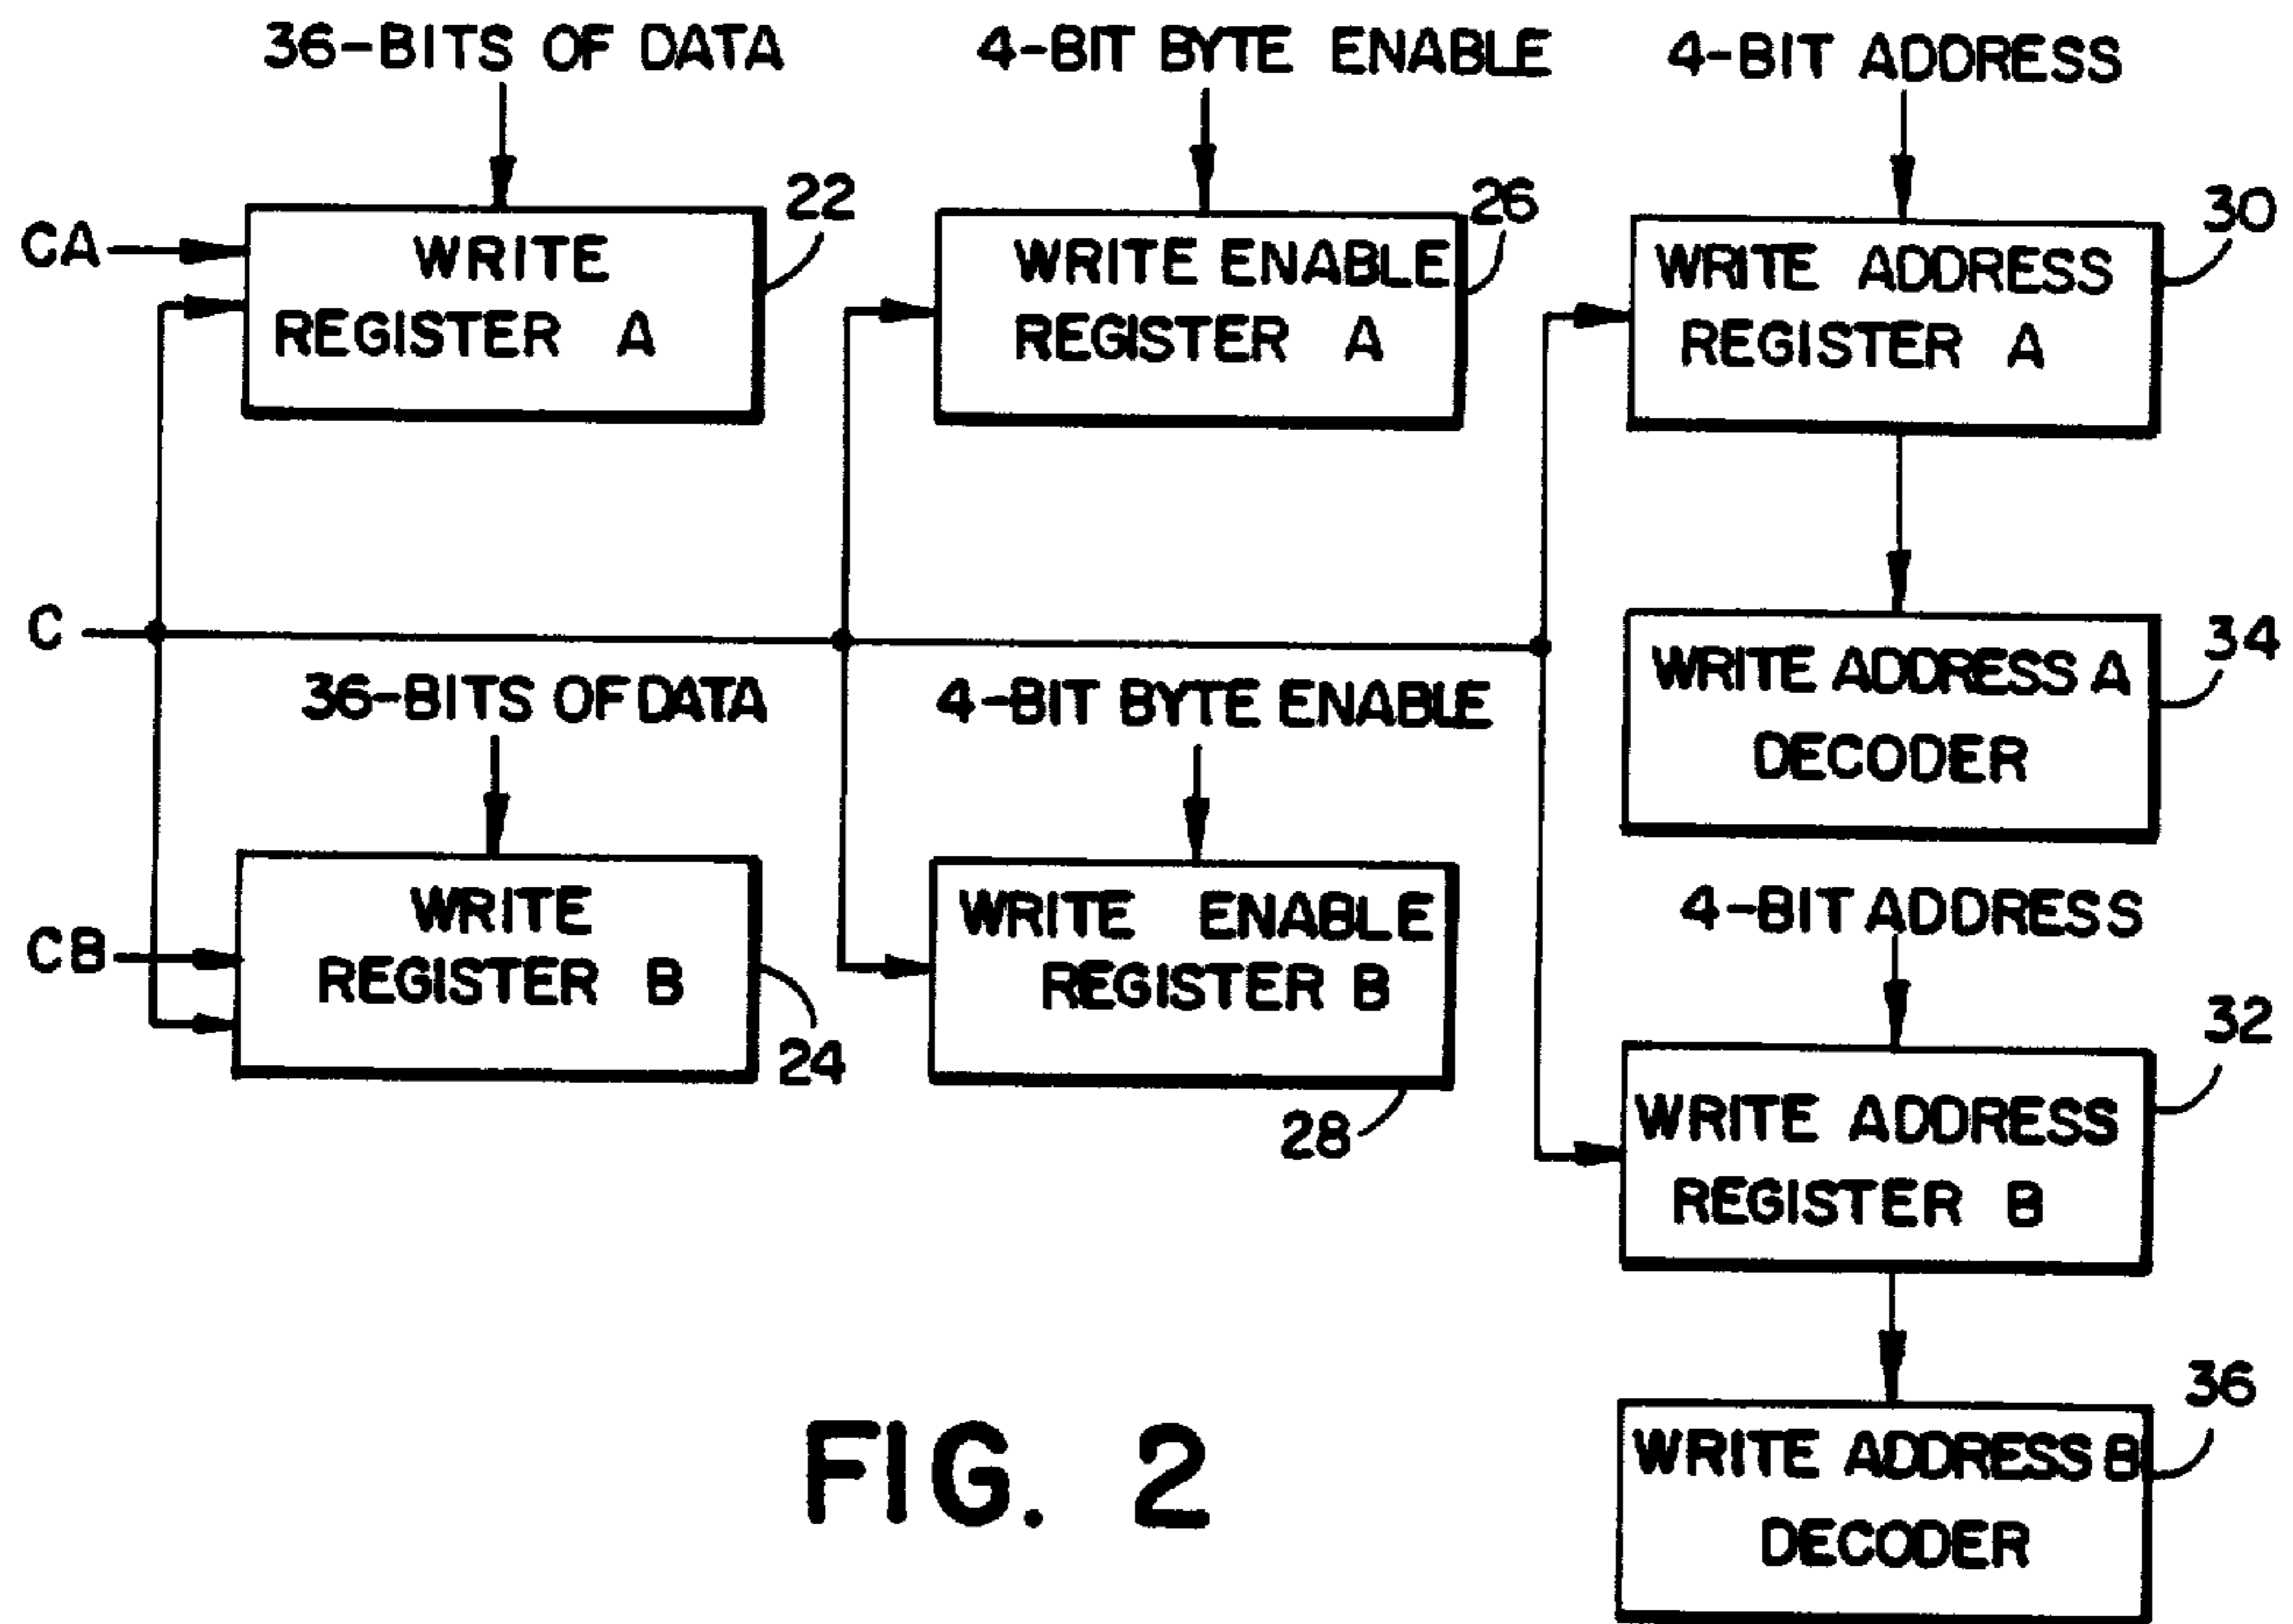 36-BITS OF DATA
4-BIT BYTE ENABLE
4-BIT ADDRESS
22
26
30
CA
WRITE
REGISTER A
WRITE ENABLE
REGISTER A
WRITE ADDRESS
REGISTER A
C
34
36-BITS OF DATA
4-BIT BYTE ENABLE
WRITE ADDRESS A
DECODER
4-BIT ADDRESS
CB
WRITE
REGISTER B
24
WRITE ENABLE
REGISTER B
28
32
WRITE ADDRESS
REGISTER B
36
WRITE ADDRESS B
DECODER
FIG. 2